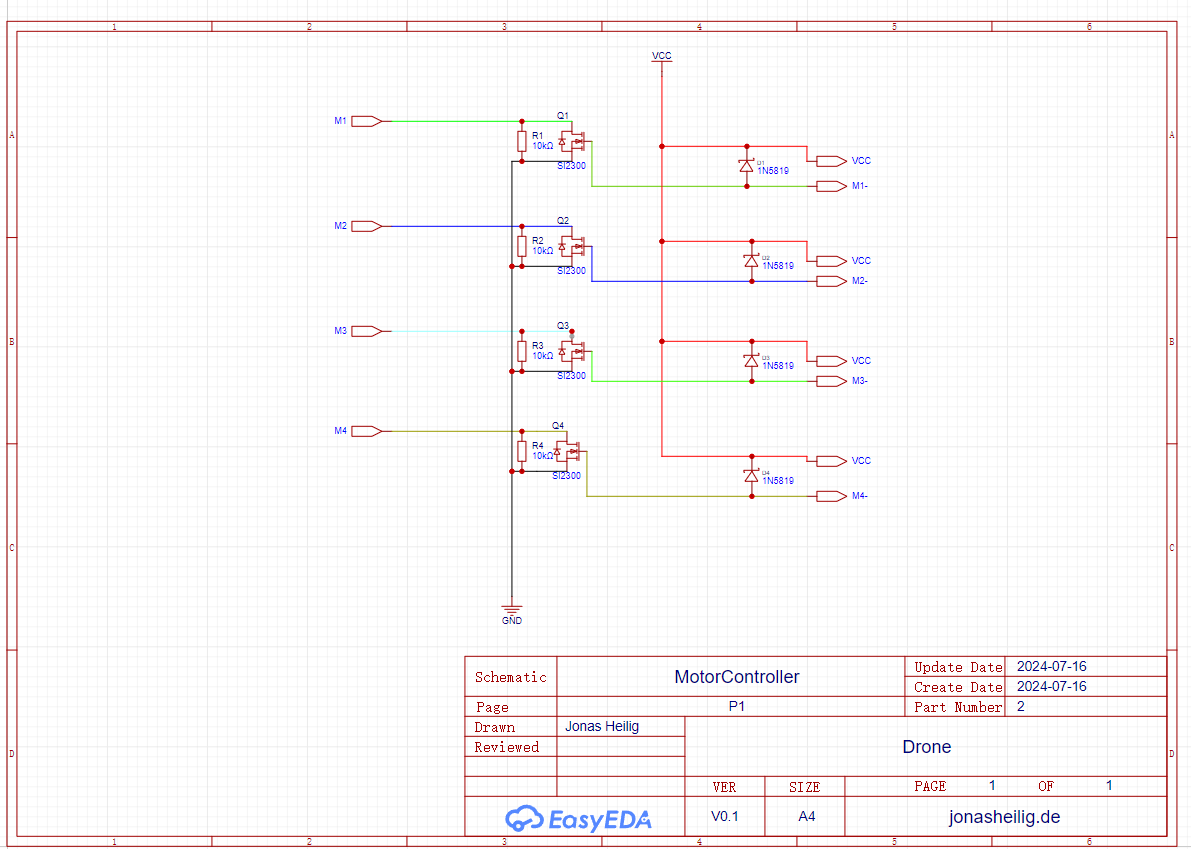 1 2 3 4 5 6
VCC
A A
M1 Q1
R1
10kΩ
SI2300
D1
1N5819
VCC
M1-
M2 Q2
R2
10kΩ
SI2300
D2
1N5819
VCC
M2-
B B
M3 Q3
R3
10kΩ
SI2300
D3
1N5819
VCC
M3-
M4 Q4
R4
10kΩ
SI2300
D4
1N5819
VCC
M4-
C C
GND
Schematic MotorController Update Date 2024-07-16
Create Date 2024-07-16
Page P1 Part Number 2
Drawn Jonas Heilig
Reviewed Drone
D D
VER SIZE PAGE 1 OF 1
EasyEDA V0.1 A4 jonasheilig.de
1 2 3 4 5 6